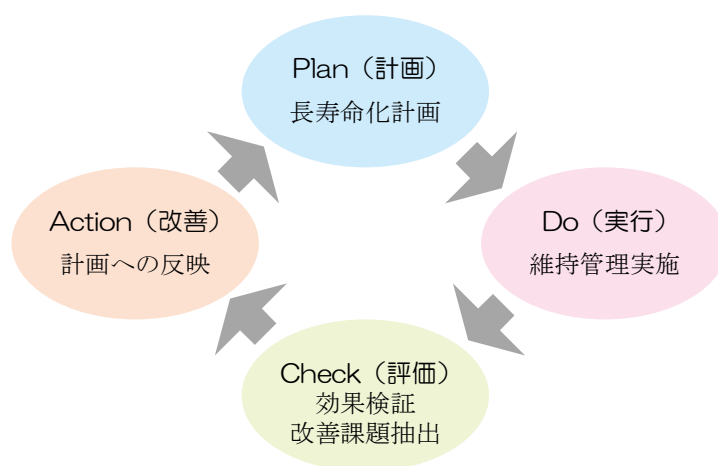 Plan（計画）
長寿命化計画
Do（実行）
維持管理実施
Check（評価）
効果検証
改善課題抽出
Action（改善）
計画への反映